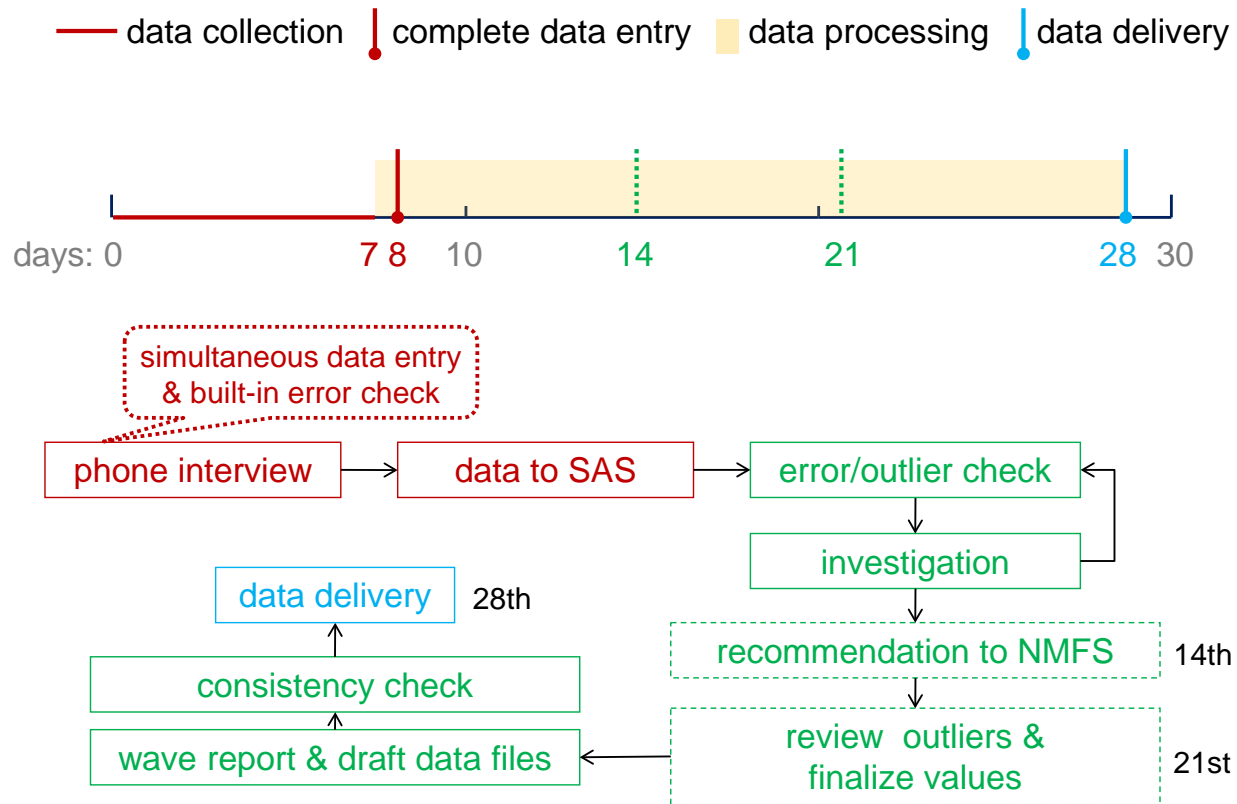 data collection complete data entry data processing data delivery
days: 0 7 8 10 14 21 28 30
simultaneous data entry
& built-in error check
phone interview data to SAS error/outlier check
investigation
data delivery 28th
recommendation to NMFS 14th
consistency check
review outliers &
finalize values 21st
wave report & draft data files